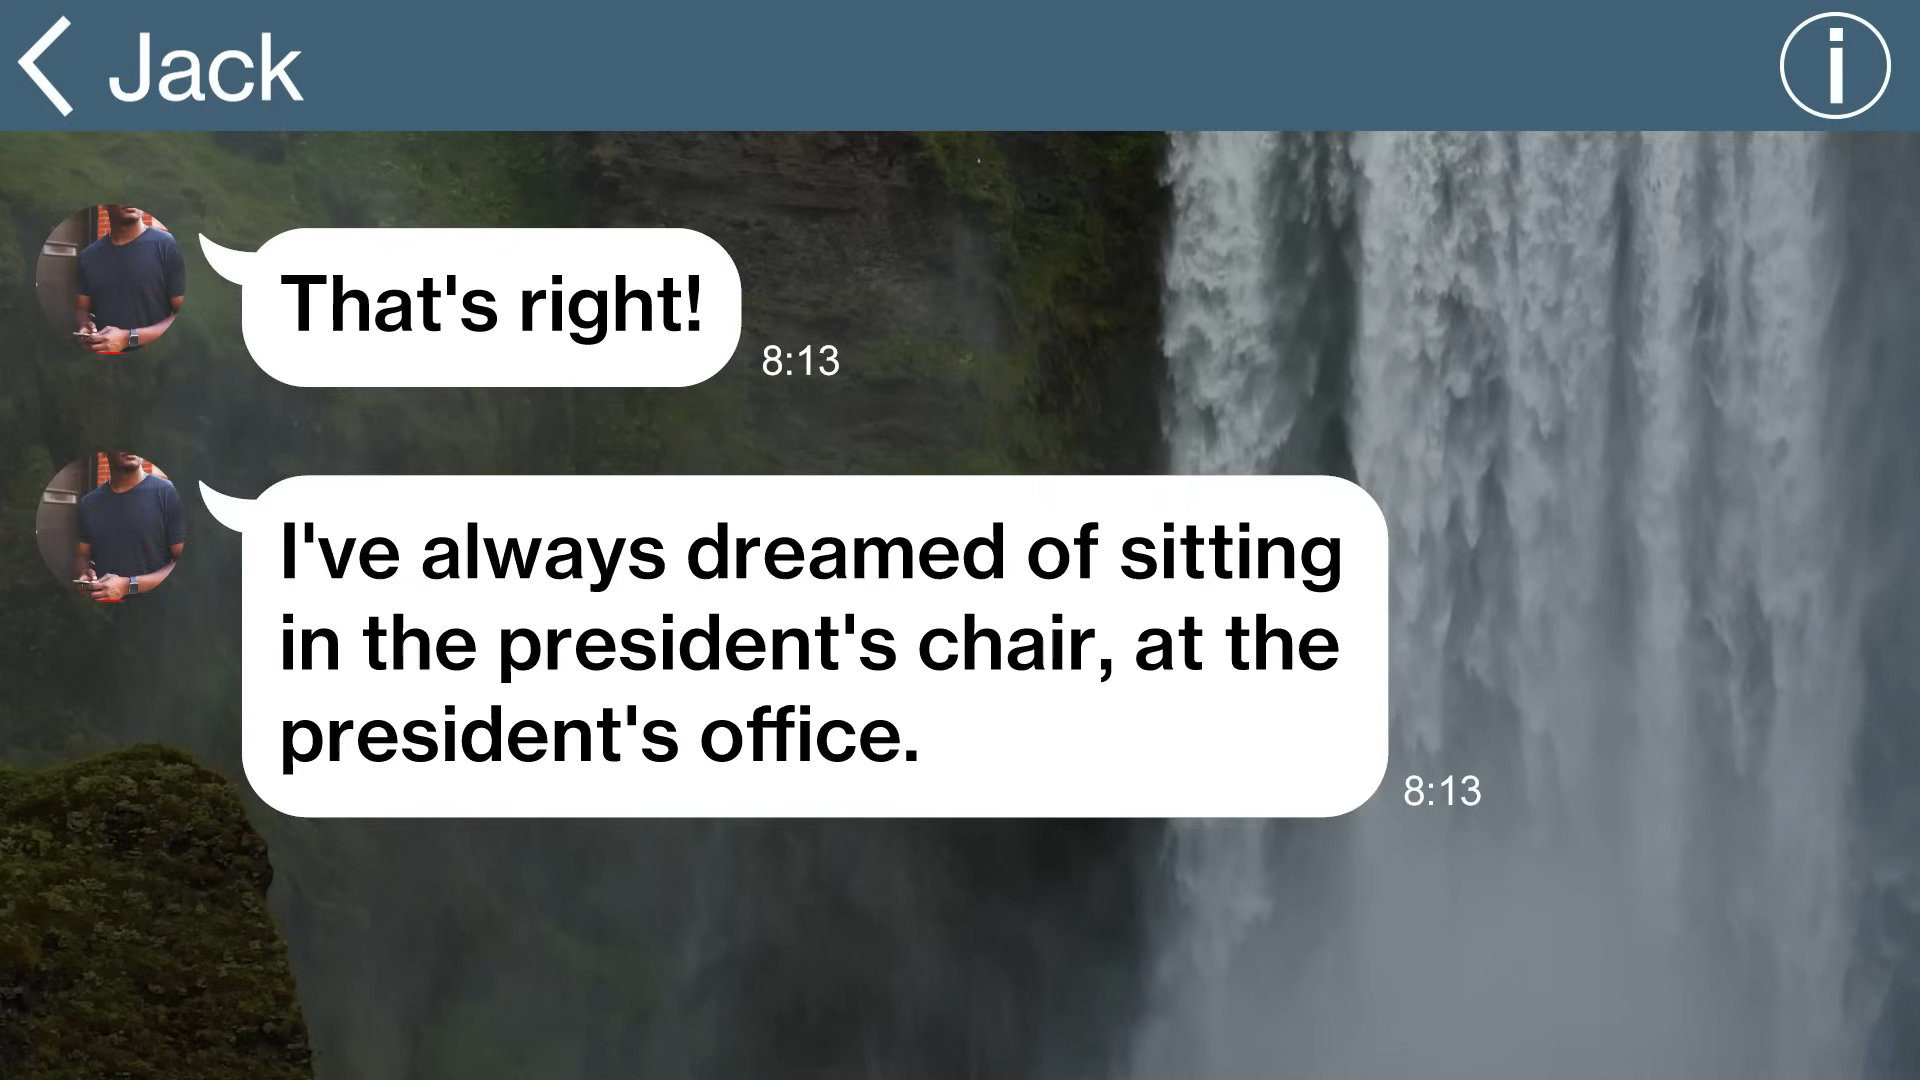 Jack
That's right!
8:13
I've always dreamed of sitting
in the president's chair, at the
president's office.
8:13